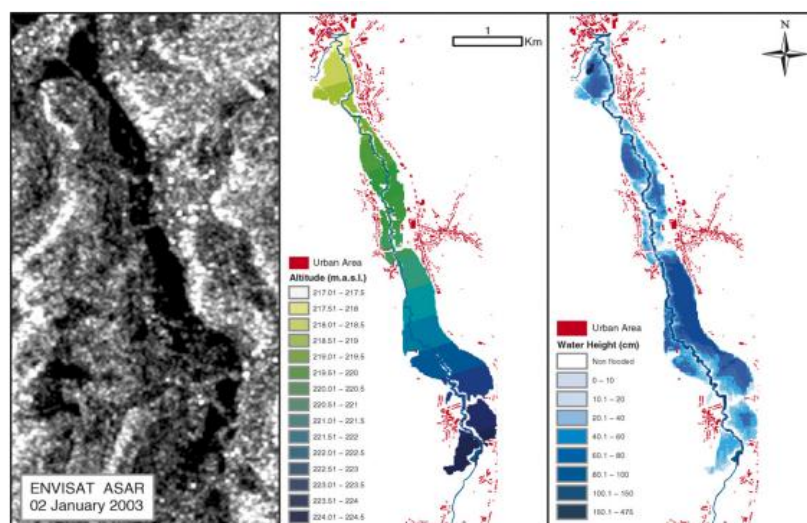 ENVISAT ASAR
02 January 2003
1
Km
Urban Area
Altitude (m.a.s.l.)
217.01 – 217.5
217.51 – 218
218.01 – 218.5
218.51 – 219
219.01 – 219.5
219.51 – 220
220.01 – 220.5
220.51 – 221
221.01 – 221.5
221.51 – 222
222.01 – 222.5
222.51 – 223
223.01 – 223.5
223.51 – 224
224.01 – 224.5
N
Urban Area
Water Height (cm)
Non flooded
0 – 10
10.1 – 20
20.1 – 40
40.1 – 60
60.1 – 80
80.1 – 100
100.1 – 150
150.1 – 475